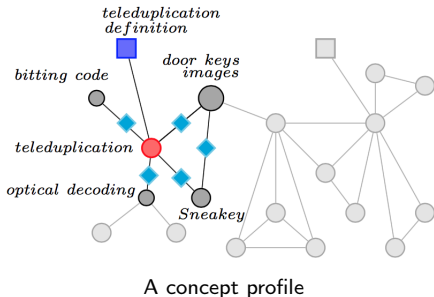 teleduplication
definition
door keys
images
bitting code
teleduplication
optical decoding
Sneakey
A concept profile